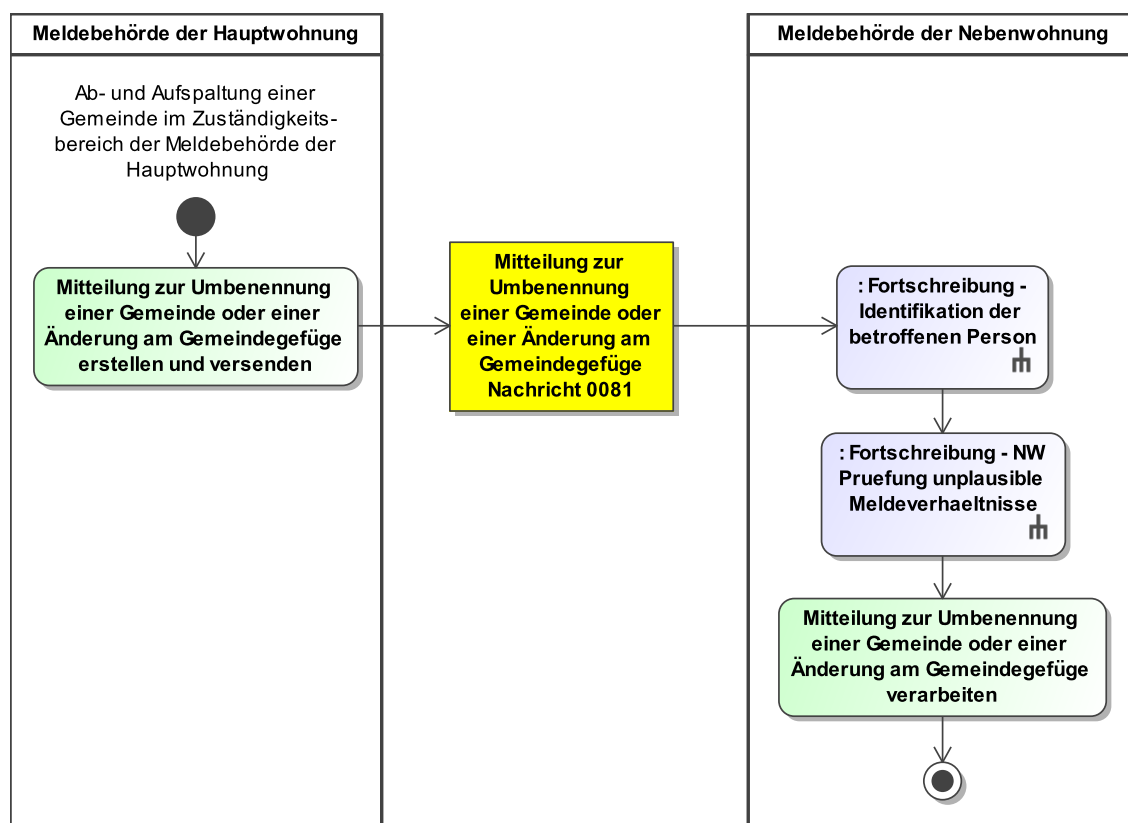 Meldebehörde der Hauptwohnung
Meldebehörde der Nebenwohnung
Ab- und Aufspaltung einer
Gemeinde im Zuständigkeits-
bereich der Meldebehörde der
Hauptwohnung
Mitteilung zur Umbenennung
einer Gemeinde oder einer
Änderung am Gemeindegefüge
erstellen und versenden
Mitteilung zur
Umbenennung
einer Gemeinde oder
einer Änderung am
Gemeindegefüge
Nachricht 0081
: Fortschreibung -
Identifikation der
betroffenen Person
: Fortschreibung - NW
Pruefung unplausible
Meldeverhaeltnisse
Mitteilung zur Umbenennung
einer Gemeinde oder einer
Änderung am Gemeindegefüge
verarbeiten